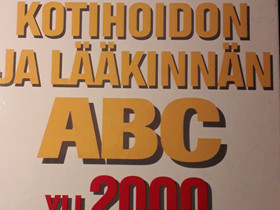 KOTIHOIDON
JA LÄÄKINNÄN
ABC
YLI 2000